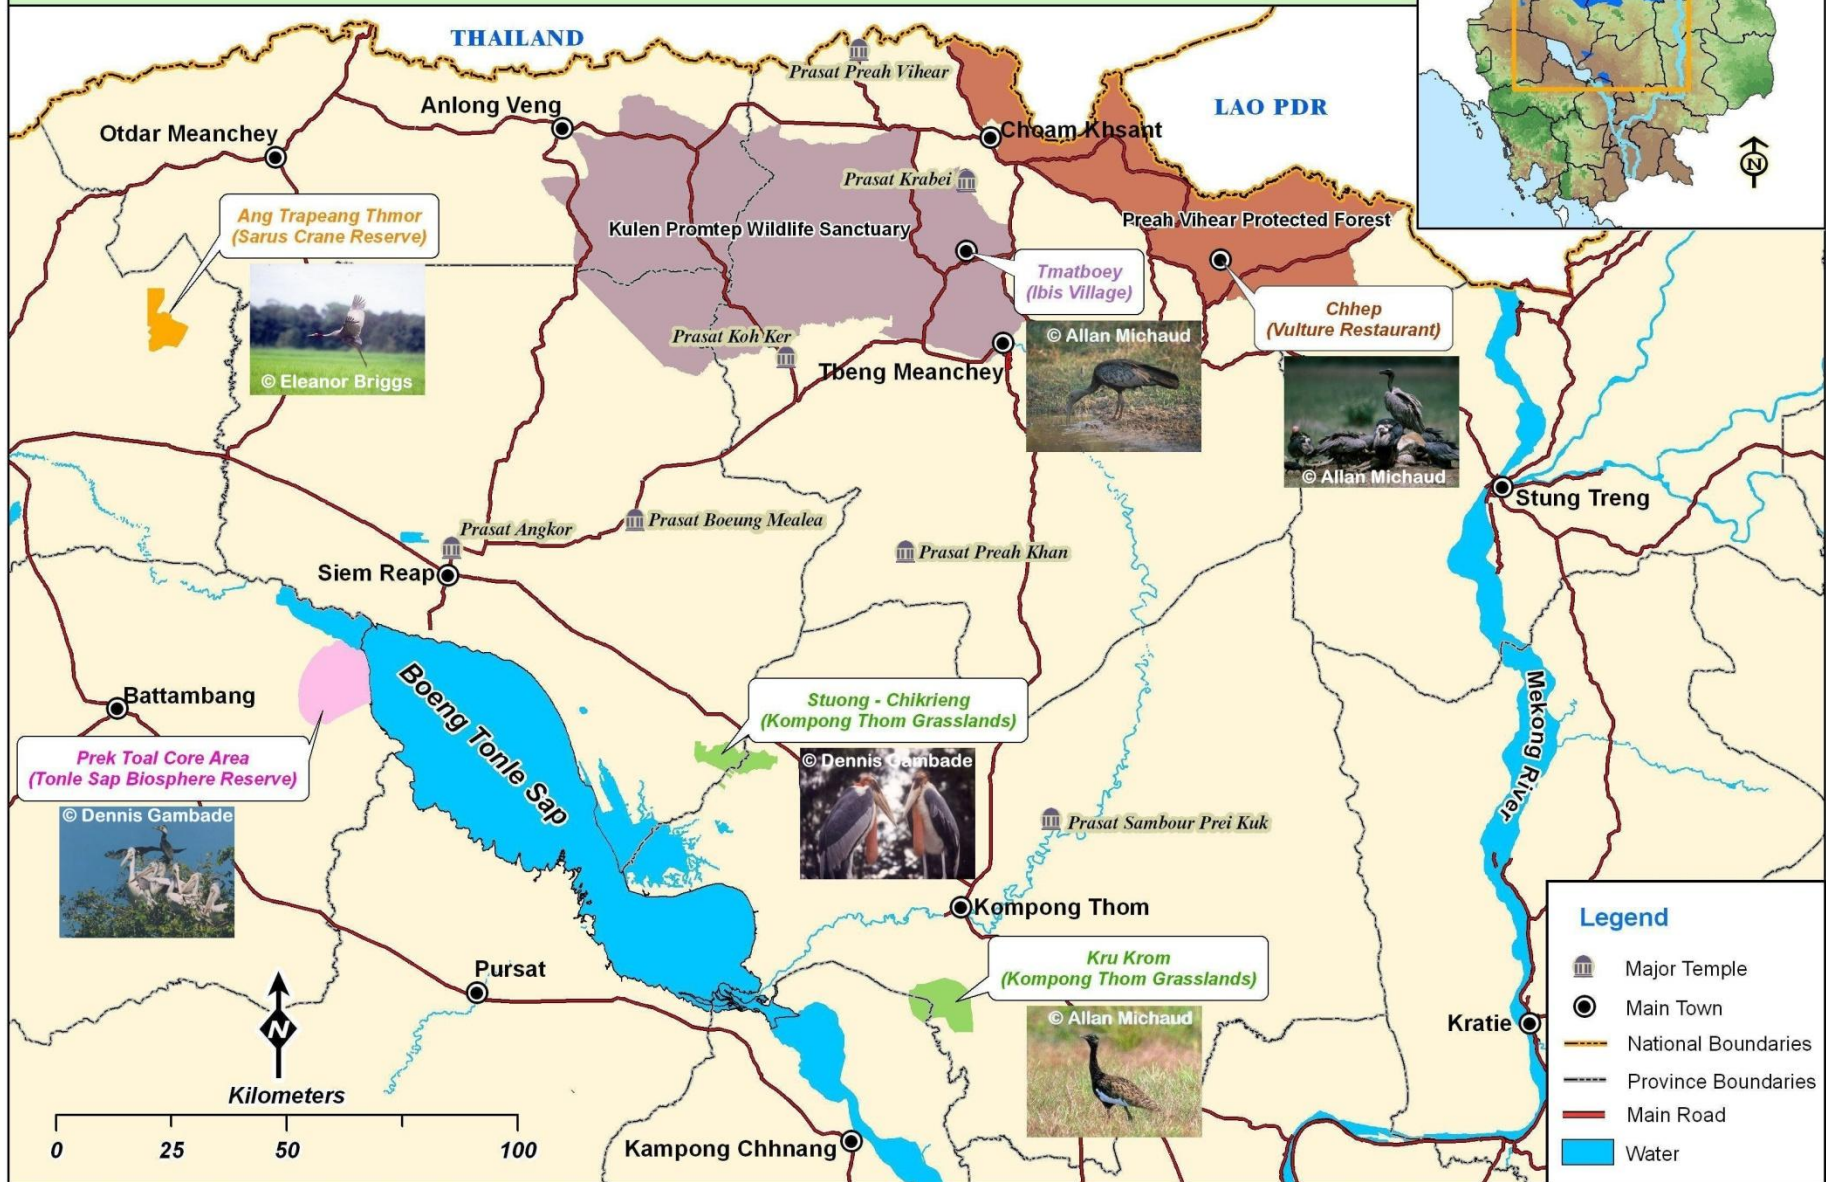 THAILAND
Prasat Preah Vihear
LAO PDR
Anlong Veng
Otdar Meanchey
Choam Khsant
N
Prasat Krabei
Ang Trapeang Thmor
(Sarus Crane Reserve)
Kulen Promtep Wildlife Sanctuary
Preah Vihear Protected Forest
Tmatboey
(Ibis Village)
Chhep
(Vulture Restaurant)
Prasat Koh Ker
© Allan Michaud
© Eleanor Briggs
Tbeng Meanchey
© Allan Michaud
Stung Treng
Prasat Angkor
Prasat Boeung Mealea
Prasat Preah Khan
Siem Reap
Battambang
Boeng Tonle Sap
Stuong - Chikrieng
(Kompong Thom Grasslands)
Mekong River
Prek Toal Core Area
(Tonle Sap Biosphere Reserve)
© Dennis Gambade
© Dennis Gambade
Prasat Sambour Prei Kuk
Kompong Thom
Pursat
Kru Krom
(Kompong Thom Grasslands)
© Allan Michaud
Kratie
N
Kilometers
0 25 50 100
Kampong Chhnang
Legend
Major Temple
Main Town
National Boundaries
Province Boundaries
Main Road
Water